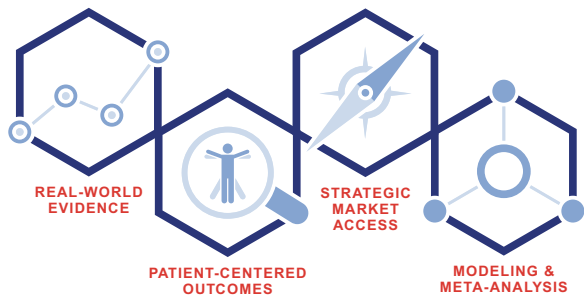 REAL-WORLD
EVIDENCE
PATIENT-CENTERED
OUTCOMES
STRATEGIC
MARKET
ACCESS
MODELING &
META-ANALYSIS